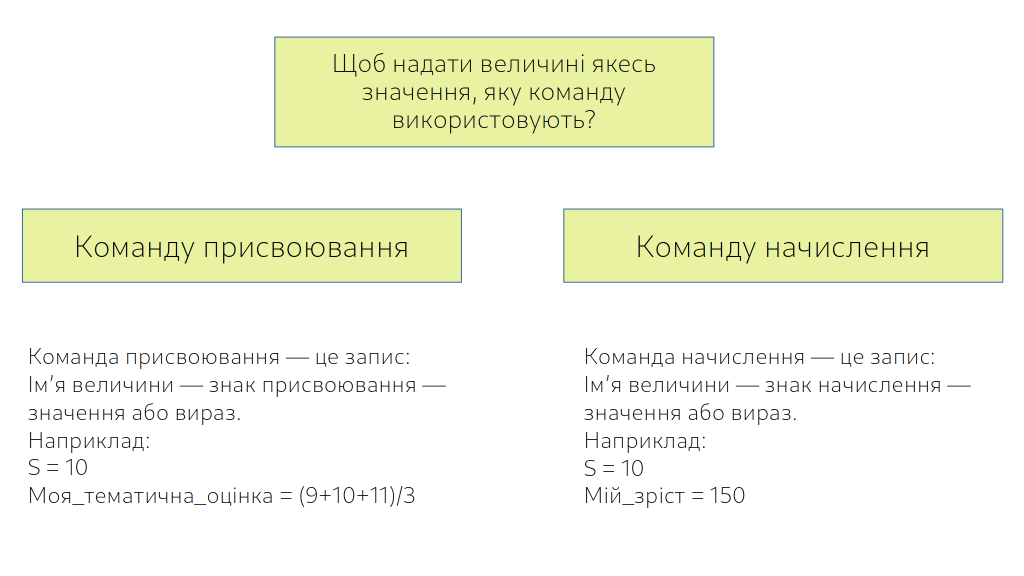 Щоб надати величині якесь
значення, яку команду
використовують?
Команду присвоювання
Команду начислення
Команда присвоювання — це запис:
Ім’я величини — знак присвоювання —
значення або вираз.
Наприклад:
S = 10
Моя_тематична_оцінка = (9+10+11)/3
Команда начислення — це запис:
Ім’я величини — знак начислення —
значення або вираз.
Наприклад:
S = 10
Мій_зріст = 150